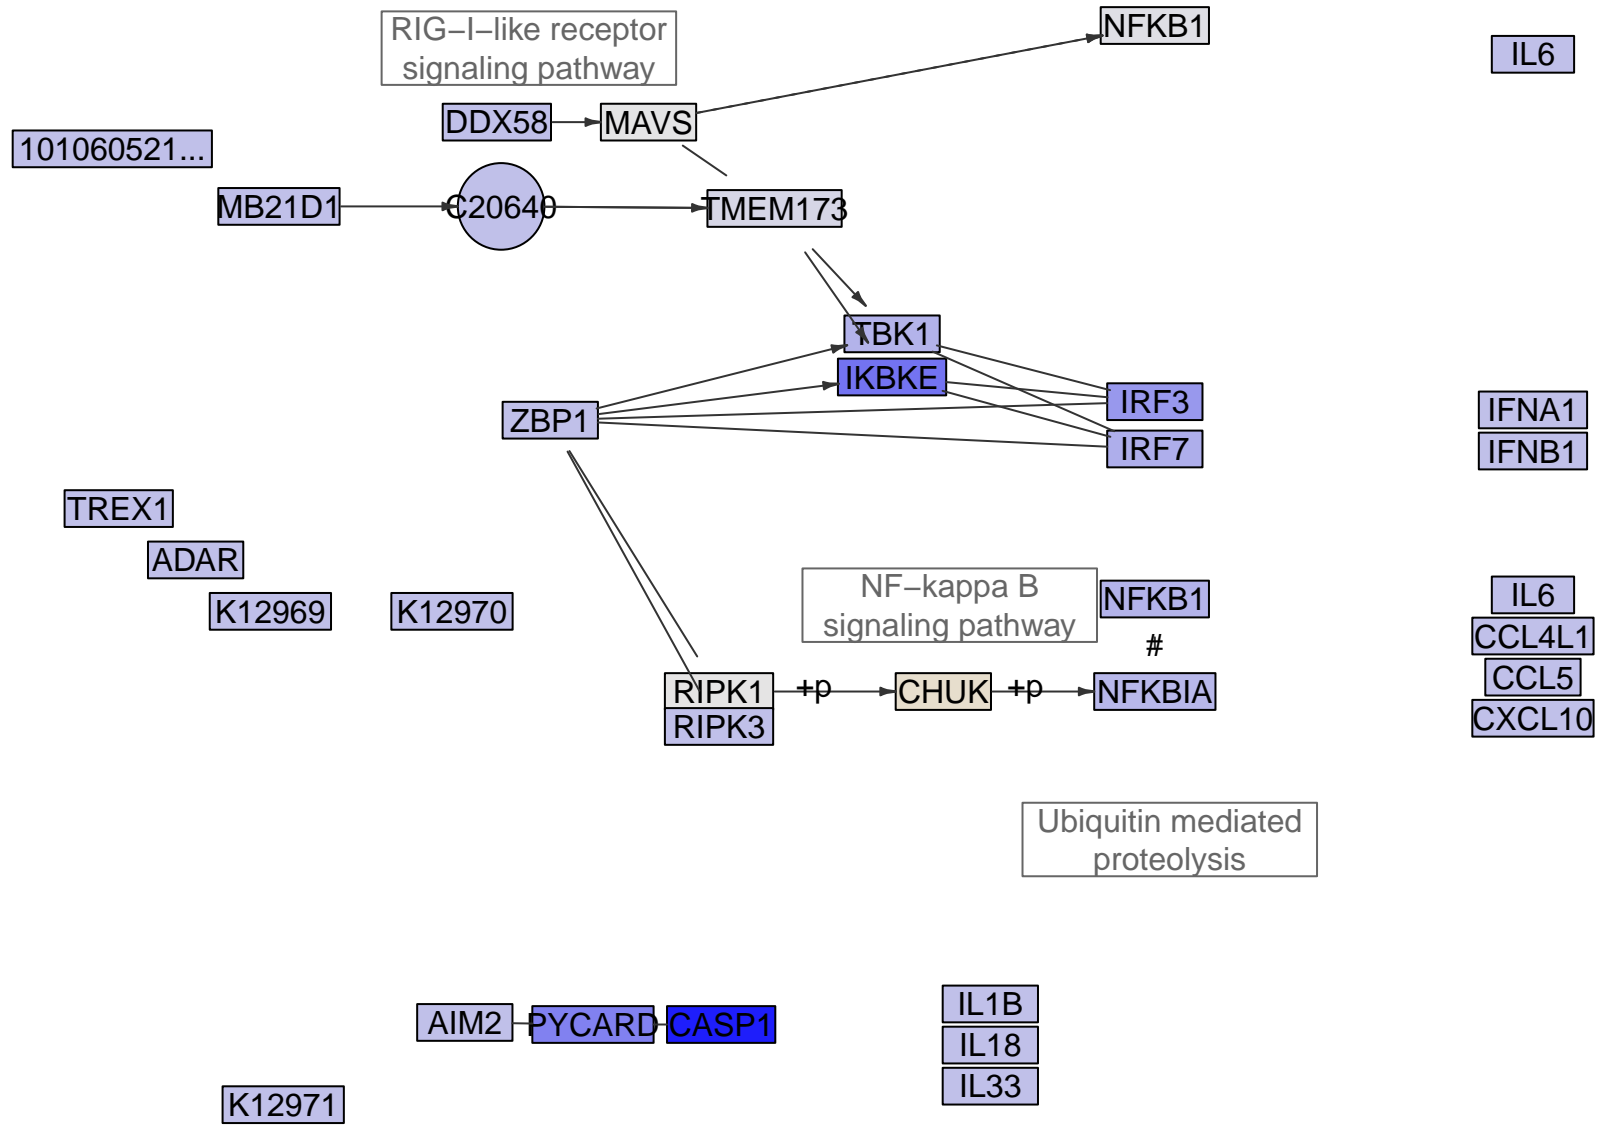 RIG–I–like receptor
signaling pathway
NFKB1
IL6
DDX58
MAVS
101060521...
MB21D1
C20640
TMEM173
TBK1
IKBKE
ZBP1
IRF3
IRF7
IFNA1
IFNB1
TREX1
ADAR
K12969
K12970
NF–kappa B
signaling pathway
NFKB1
#
IL6
CCL4L1
CCL5
CXCL10
RIPK1
+p
CHUK
+p
NFKBIA
RIPK3
Ubiquitin mediated
proteolysis
AIM2
PYCARD
CASP1
IL1B
IL18
IL33
K12971